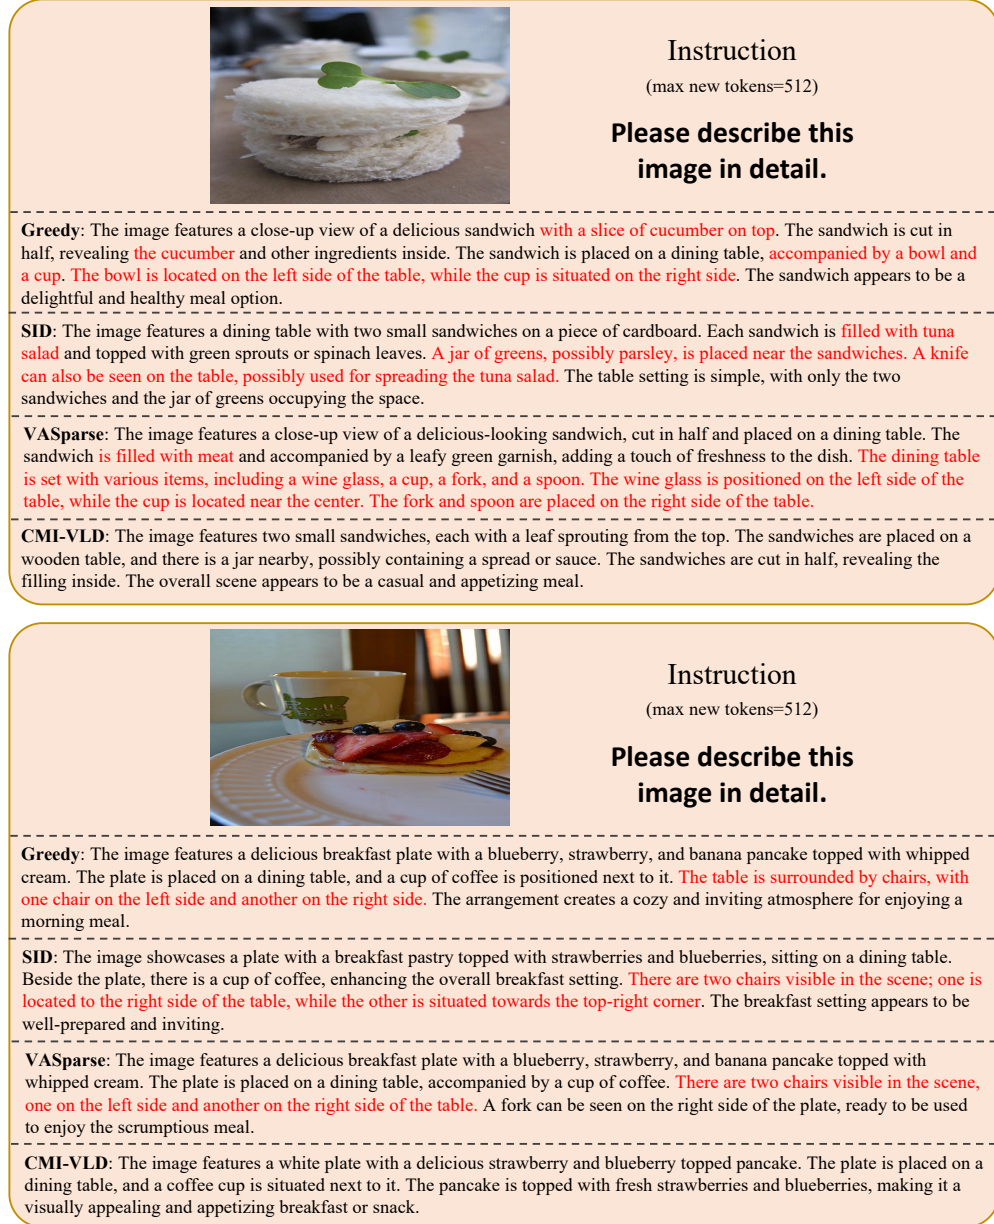 Instruction
(max new tokens=512)
Please describe this
image in detail.
Greedy: The image features a close-up view of a delicious sandwich with a slice of cucumber on top. The sandwich is cut in
half, revealing the cucumber and other ingredients inside. The sandwich is placed on a dining table, accompanied by a bowl and
a cup. The bowl is located on the left side of the table, while the cup is situated on the right side. The sandwich appears to be a
delightful and healthy meal option.
SID: The image features a dining table with two small sandwiches on a piece of cardboard. Each sandwich is filled with tuna
salad and topped with green sprouts or spinach leaves. A jar of greens, possibly parsley, is placed near the sandwiches. A knife
can also be seen on the table, possibly used for spreading the tuna salad. The table setting is simple, with only the two
sandwiches and the jar of greens occupying the space.
VASparse: The image features a close-up view of a delicious-looking sandwich, cut in half and placed on a dining table. The
sandwich is filled with meat and accompanied by a leafy green garnish, adding a touch of freshness to the dish. The dining table
is set with various items, including a wine glass, a cup, a fork, and a spoon. The wine glass is positioned on the left side of the
table, while the cup is located near the center. The fork and spoon are placed on the right side of the table.
CMI-VLD: The image features two small sandwiches, each with a leaf sprouting from the top. The sandwiches are placed on a
wooden table, and there is a jar nearby, possibly containing a spread or sauce. The sandwiches are cut in half, revealing the
filling inside. The overall scene appears to be a casual and appetizing meal.
Instruction
(max new tokens=512)
Please describe this
image in detail.
Greedy: The image features a delicious breakfast plate with a blueberry, strawberry, and banana pancake topped with whipped
cream. The plate is placed on a dining table, and a cup of coffee is positioned next to it. The table is surrounded by chairs, with
one chair on the left side and another on the right side. The arrangement creates a cozy and inviting atmosphere for enjoying a
morning meal.
SID: The image showcases a plate with a breakfast pastry topped with strawberries and blueberries, sitting on a dining table.
Beside the plate, there is a cup of coffee, enhancing the overall breakfast setting. There are two chairs visible in the scene; one is
located to the right side of the table, while the other is situated towards the top-right corner. The breakfast setting appears to be
well-prepared and inviting.
VASparse: The image features a delicious breakfast plate with a blueberry, strawberry, and banana pancake topped with
whipped cream. The plate is placed on a dining table, accompanied by a cup of coffee. There are two chairs visible in the scene,
one on the left side and another on the right side of the table. A fork can be seen on the right side of the plate, ready to be used
to enjoy the scrumptious meal.
CMI-VLD: The image features a white plate with a delicious strawberry and blueberry topped pancake. The plate is placed on a
dining table, and a coffee cup is situated next to it. The pancake is topped with fresh strawberries and blueberries, making it a
visually appealing and appetizing breakfast or snack.